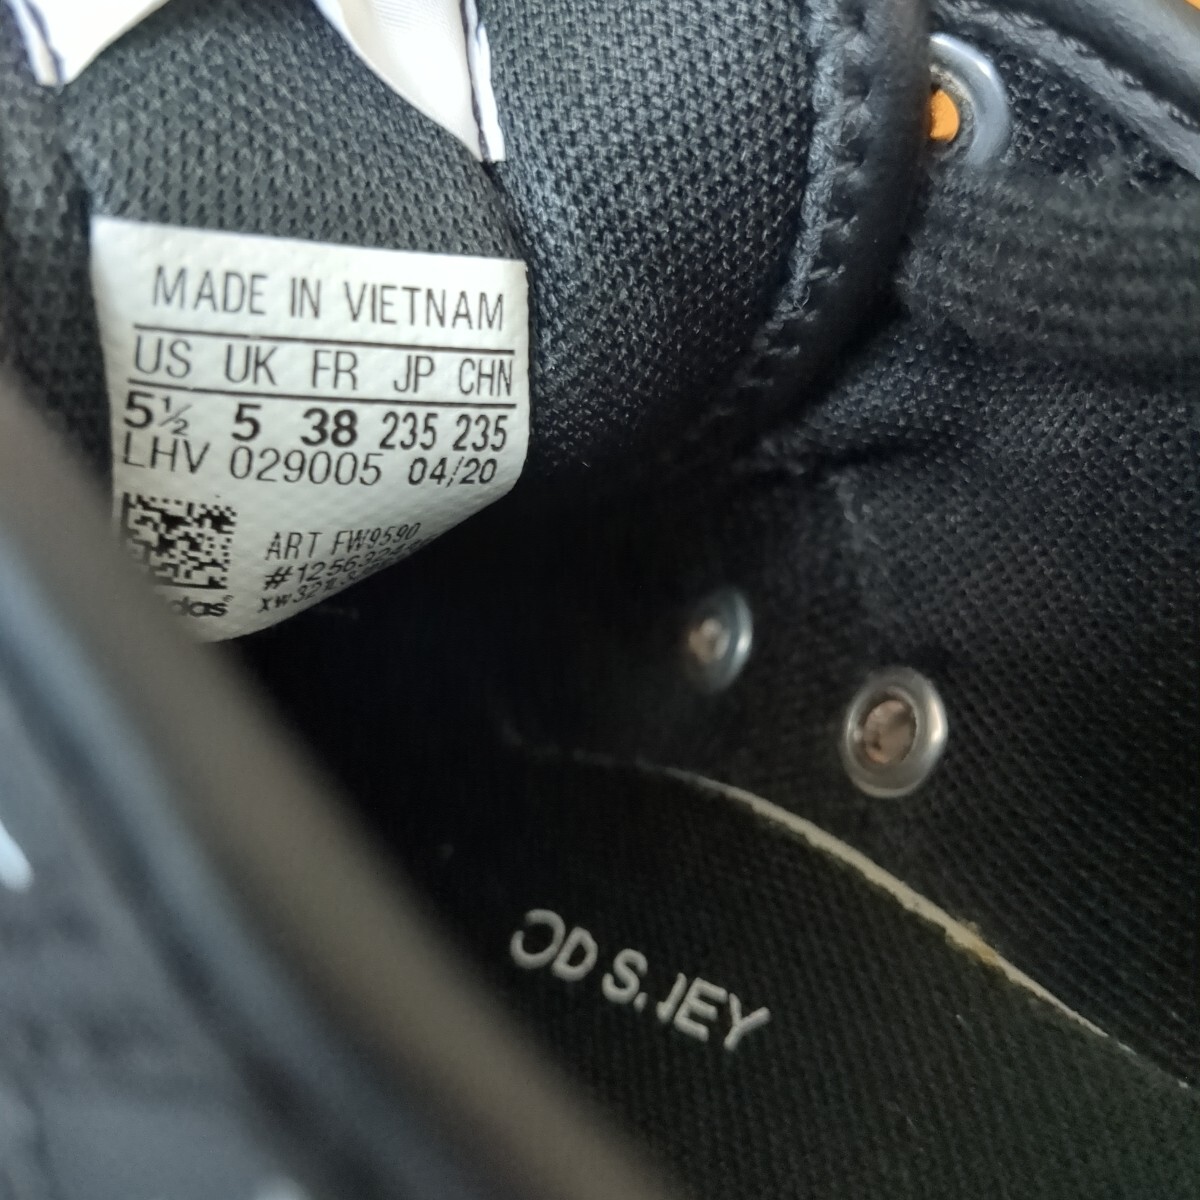 MADE IN VIETNAM
US UK FR JP CHN
5½ 5 38 235 235
LHV 029005 04/20
ART FW9590